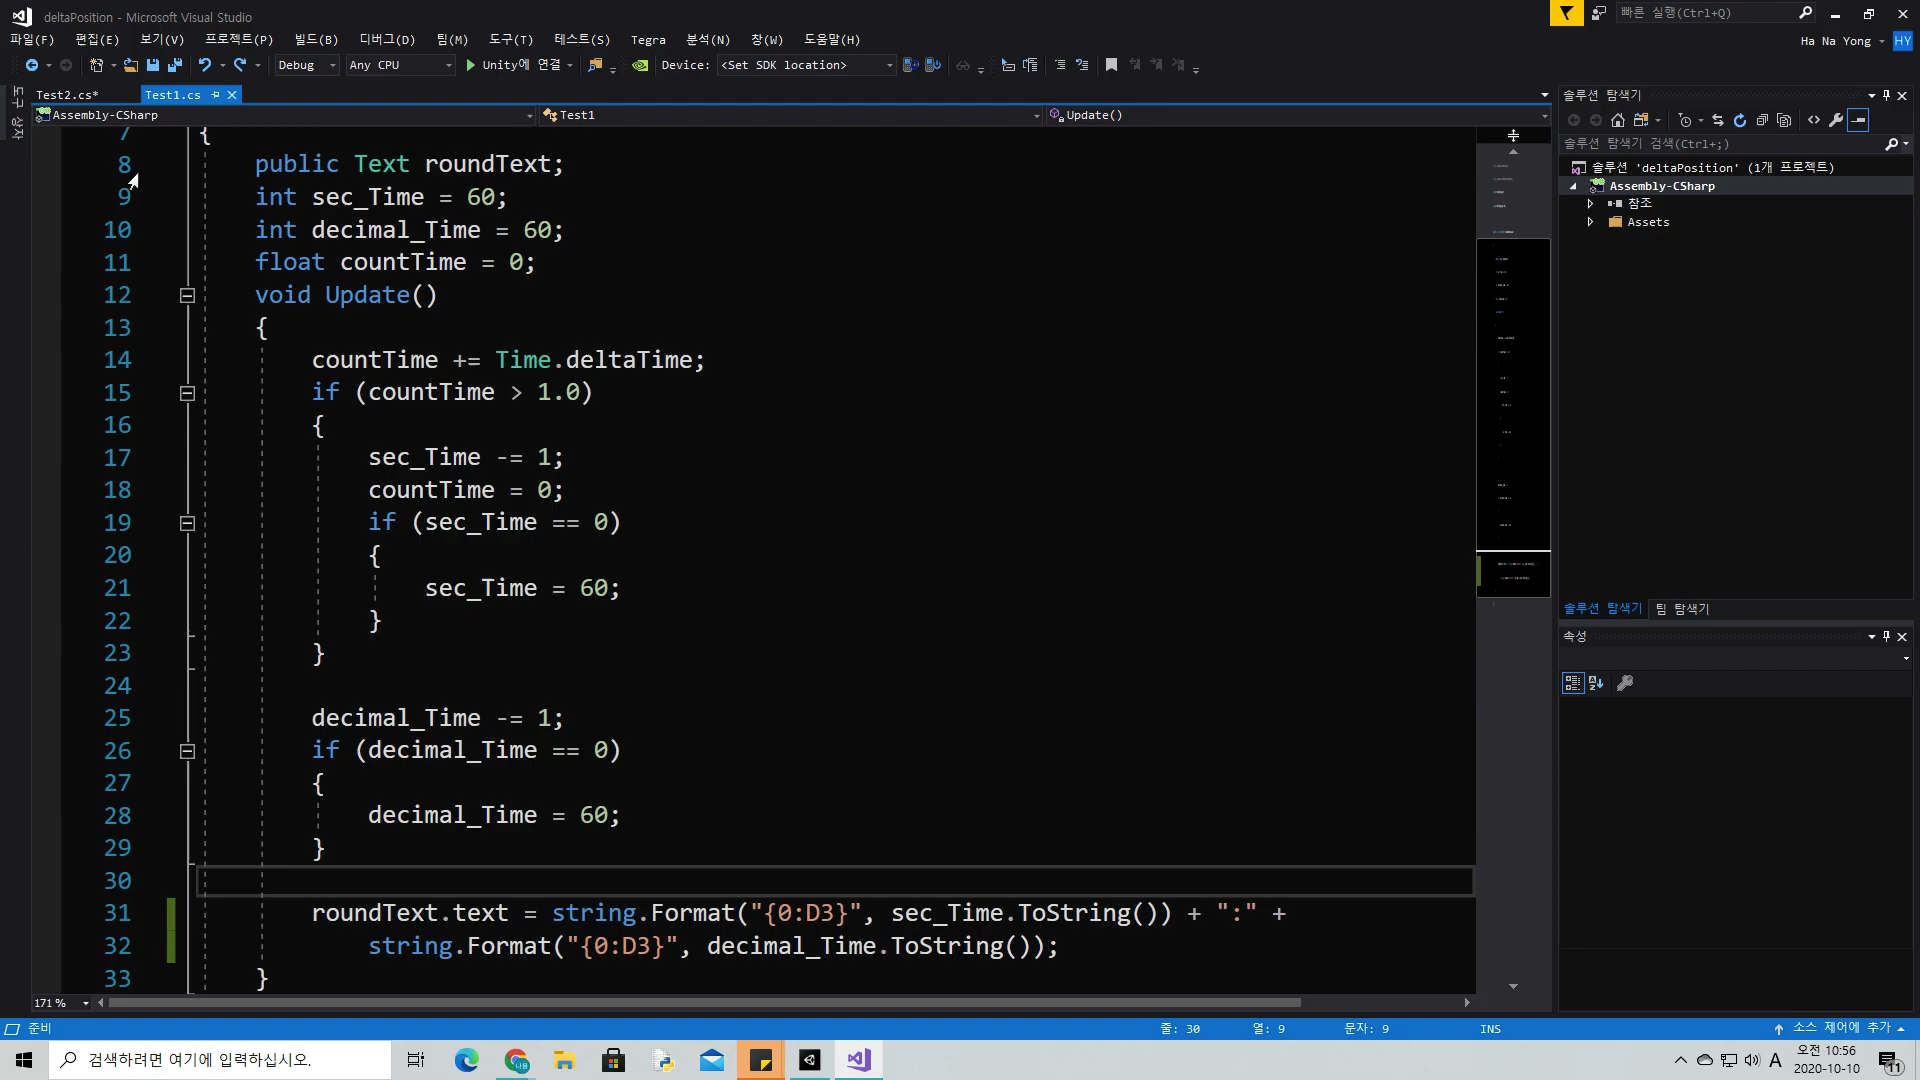 deltaPosition - Microsoft Visual Studio
빠른 실행(Ctrl+Q)
파일(F) 편집(E) 보기(V) 프로젝트(P) 빌드(B) 디버그(D) 팀(M) 도구(T) 테스트(S) Tegra 분석(N) 창(W) 도움말(H)
Ha Na Yong HY
Debug Any CPU Unity에 연결 Device: <Set SDK location>
도구 상자
Test2.cs* Test1.cs
Assembly-CSharp Test1 Update()
7 {
8 public Text roundText;
9 int sec_Time = 60;
10 int decimal_Time = 60;
11 float countTime = 0;
12 void Update()
13 {
14 countTime += Time.deltaTime;
15 if (countTime > 1.0)
16 {
17 sec_Time -= 1;
18 countTime = 0;
19 if (sec_Time == 0)
20 {
21 sec_Time = 60;
22 }
23 }
24
25 decimal_Time -= 1;
26 if (decimal_Time == 0)
27 {
28 decimal_Time = 60;
29 }
30
31 roundText.text = string.Format("{0:D3}", sec_Time.ToString()) + ":" +
32 string.Format("{0:D3}", decimal_Time.ToString());
33 }
171 %
솔루션 탐색기
솔루션 탐색기 검색(Ctrl+;)
솔루션 'deltaPosition' (1개 프로젝트)
Assembly-CSharp
참조
Assets
솔루션 탐색기 팀 탐색기
속성
준비 줄: 30 열: 9 문자: 9 INS 소스 제어에 추가
검색하려면 여기에 입력하십시오.
A
오전 10:56
2020-10-10
11